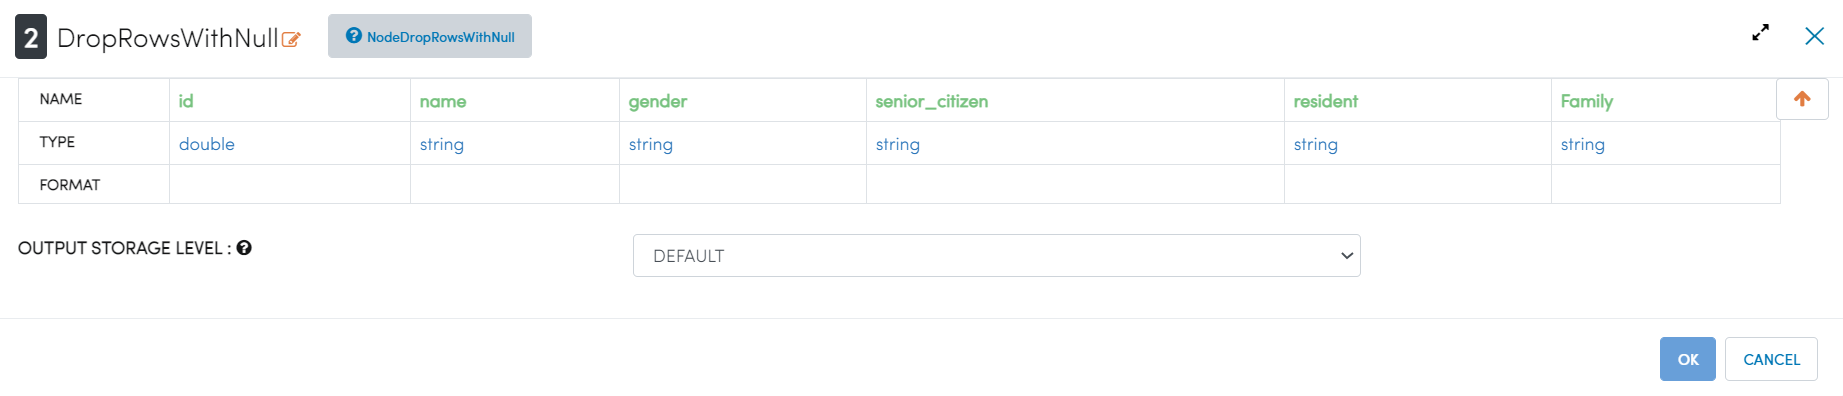 2 DropRowsWithNull NodeDropRowsWithNull
NAME id name gender senior_citizen resident Family
TYPE double string string string string string
FORMAT
OUTPUT STORAGE LEVEL : DEFAULT
OK CANCEL